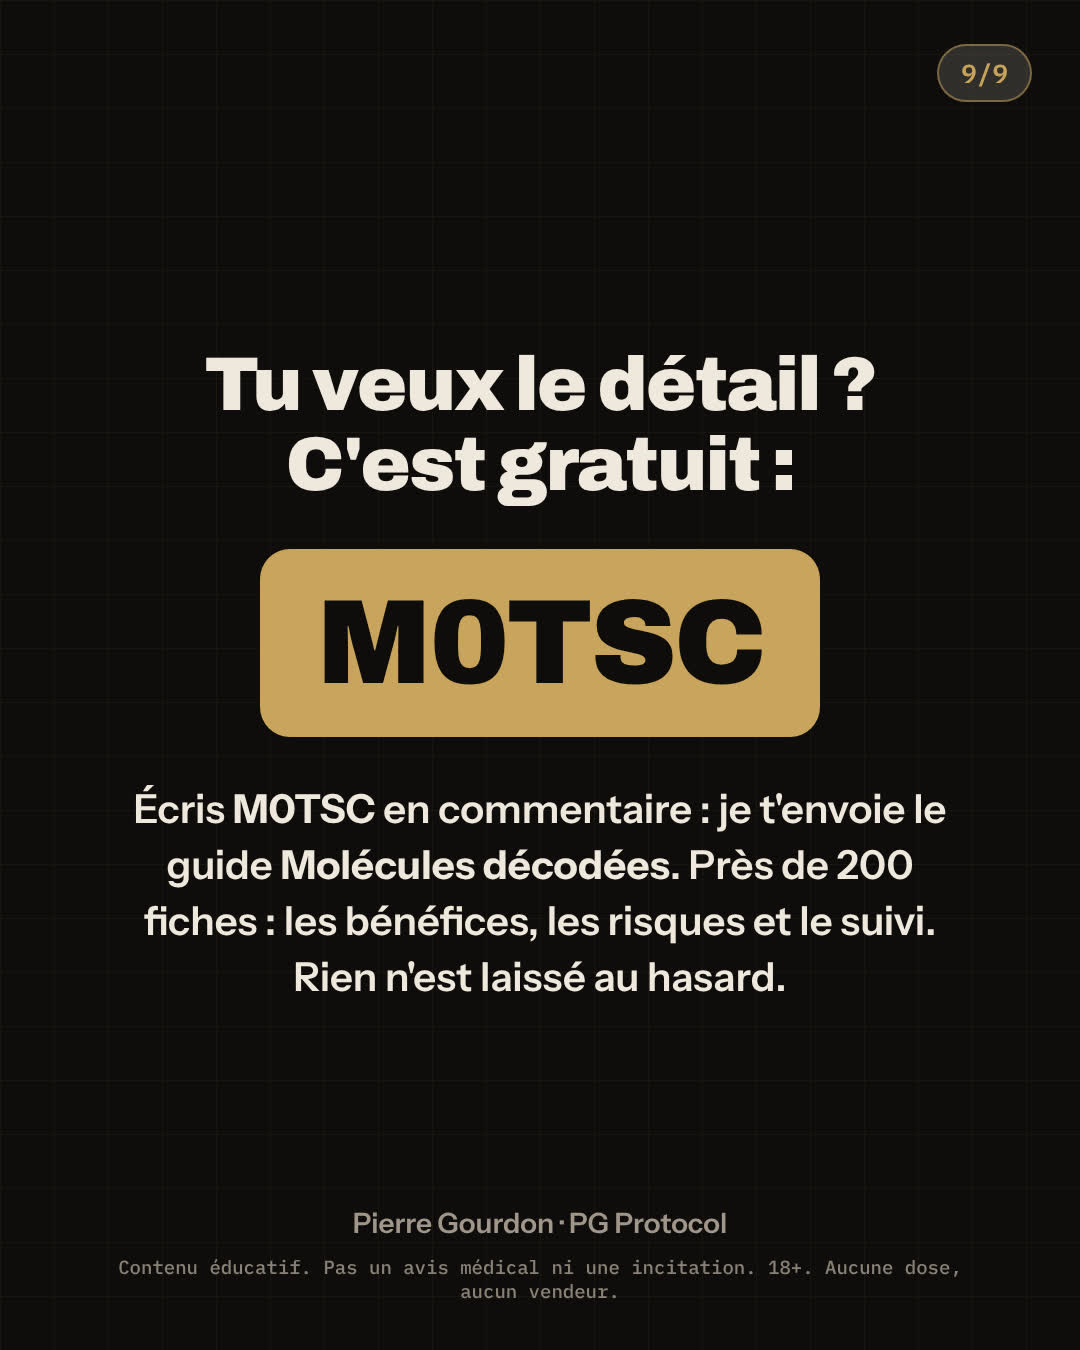 9/9
Tu veux le détail ?
C'est gratuit :
M0TSC
Écris M0TSC en commentaire : je t'envoie le
guide Molécules décodées. Près de 200
fiches : les bénéfices, les risques et le suivi.
Rien n'est laissé au hasard.
Pierre Gourdon · PG Protocol
Contenu éducatif. Pas un avis médical ni une incitation. 18+. Aucune dose,
aucun vendeur.